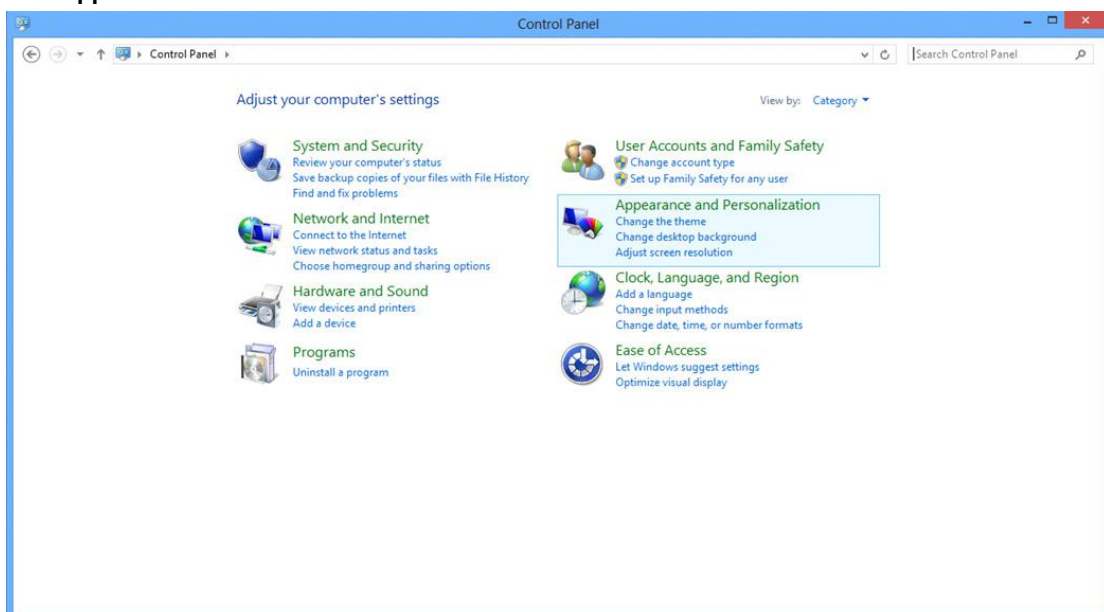 Control Panel
Control Panel
Search Control Panel
Adjust your computer's settings
View by: Category
System and Security
Review your computer's status
Save backup copies of your files with File History
Find and fix problems
Network and Internet
Connect to the Internet
View network status and tasks
Choose homegroup and sharing options
Hardware and Sound
View devices and printers
Add a device
Programs
Uninstall a program
User Accounts and Family Safety
Change account type
Set up Family Safety for any user
Appearance and Personalization
Change the theme
Change desktop background
Adjust screen resolution
Clock, Language, and Region
Add a language
Change input methods
Change date, time, or number formats
Ease of Access
Let Windows suggest settings
Optimize visual display